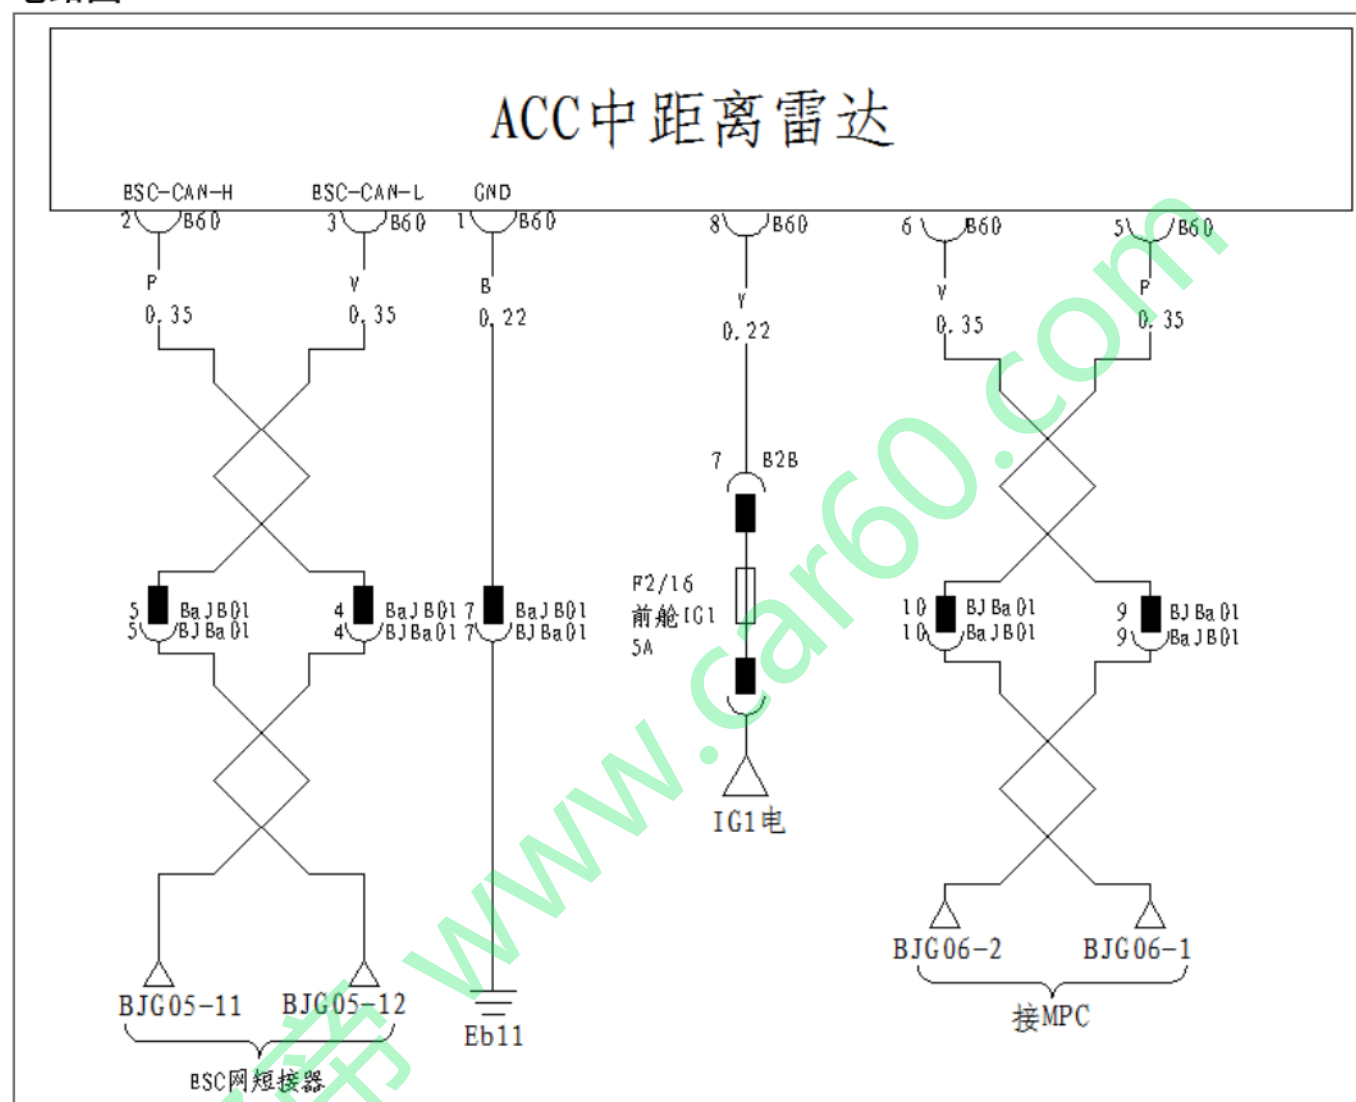 ACC中距离雷达
ESC-CAN-H ESC-CAN-L GND
2 B60 3 B60 1 B60 8 B60 6 B60 5 B60
P V B Y V P
0.35 0.35 0.22 0.22 0.35 0.35
7 B2B
F2/16
前舱IG1
5A
5 BaJB01 4 BaJB01 7 BaJB01 10 BJBa01 9 BJBa01
5 BJBa01 4 BJBa01 7 BJBa01 10 BaJB01 9 BaJB01
IG1电
BJG06-2 BJG06-1
接MPC
BJG05-11 BJG05-12
Eb11
ESC网短接器
www.car60.com